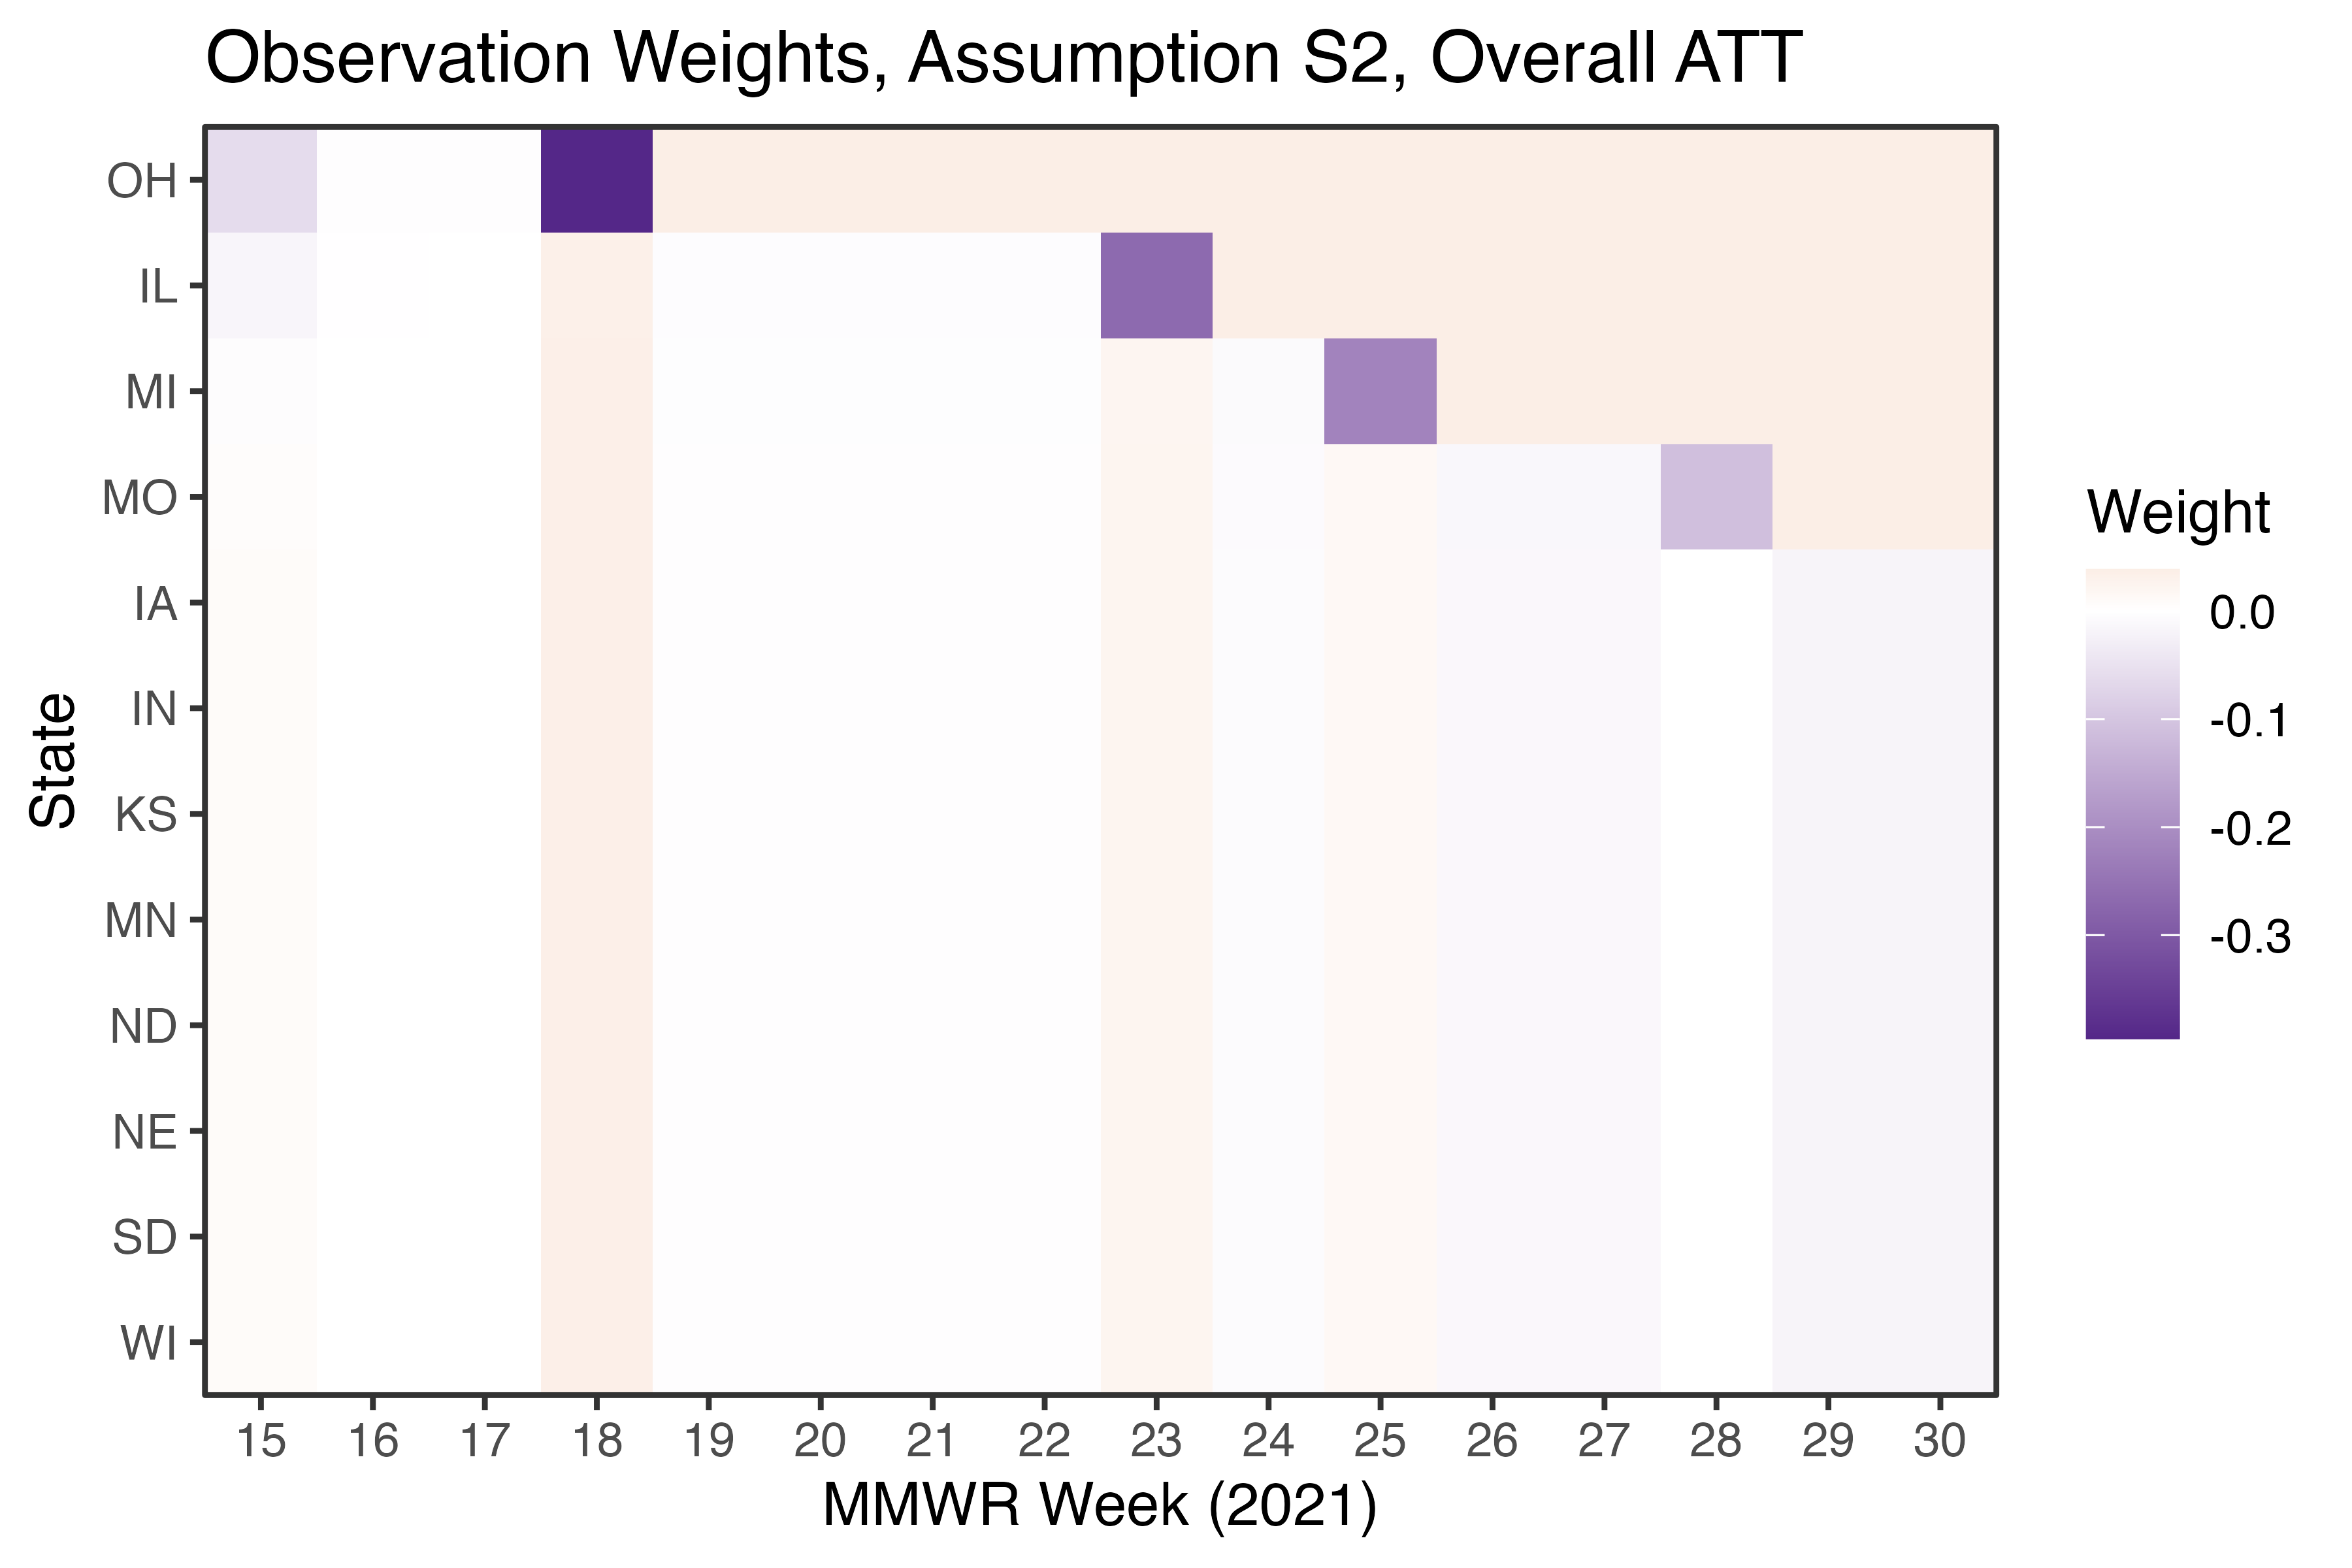 Observation Weights, Assumption S2, Overall ATT
OH
IL
MI
MO
IA
IN
KS
MN
ND
NE
SD
WI
State
15 16 17 18 19 20 21 22 23 24 25 26 27 28 29 30
MMWR Week (2021)
Weight
0.0
-0.1
-0.2
-0.3